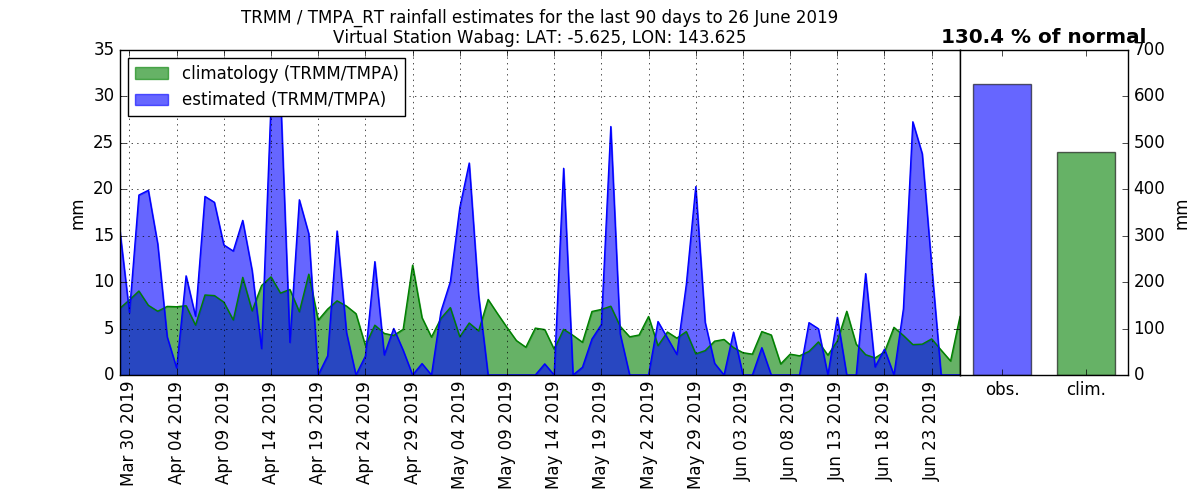 TRMM / TMPA_RT rainfall estimates for the last 90 days to 26 June 2019
Virtual Station Wabag: LAT: -5.625, LON: 143.625
130.4 % of normal
climatology (TRMM/TMPA)
estimated (TRMM/TMPA)
35
30
25
20
15
10
5
0
mm
Mar 30 2019
Apr 04 2019
Apr 09 2019
Apr 14 2019
Apr 19 2019
Apr 24 2019
Apr 29 2019
May 04 2019
May 09 2019
May 14 2019
May 19 2019
May 24 2019
May 29 2019
Jun 03 2019
Jun 08 2019
Jun 13 2019
Jun 18 2019
Jun 23 2019
obs.
clim.
700
600
500
400
300
200
100
0
mm